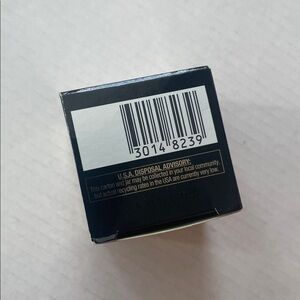 3014 8239
U.S.A. DISPOSAL ADVISORY:
This carton and jar may be collected in your local community,
but actual recycling rates in the USA are currently very low.